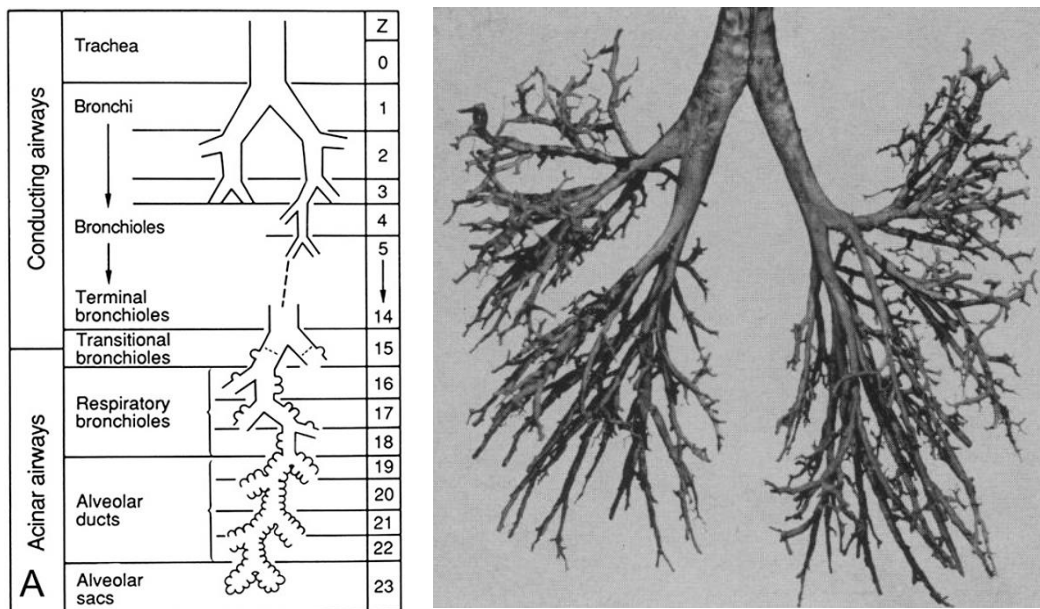 Conducting airways
Acinar airways
A
Trachea
Bronchi
Bronchioles
Terminal
bronchioles
Transitional
bronchioles
Respiratory
bronchioles
Alveolar
ducts
Alveolar
sacs
Z
0
1
2
3
4
5
14
15
16
17
18
19
20
21
22
23